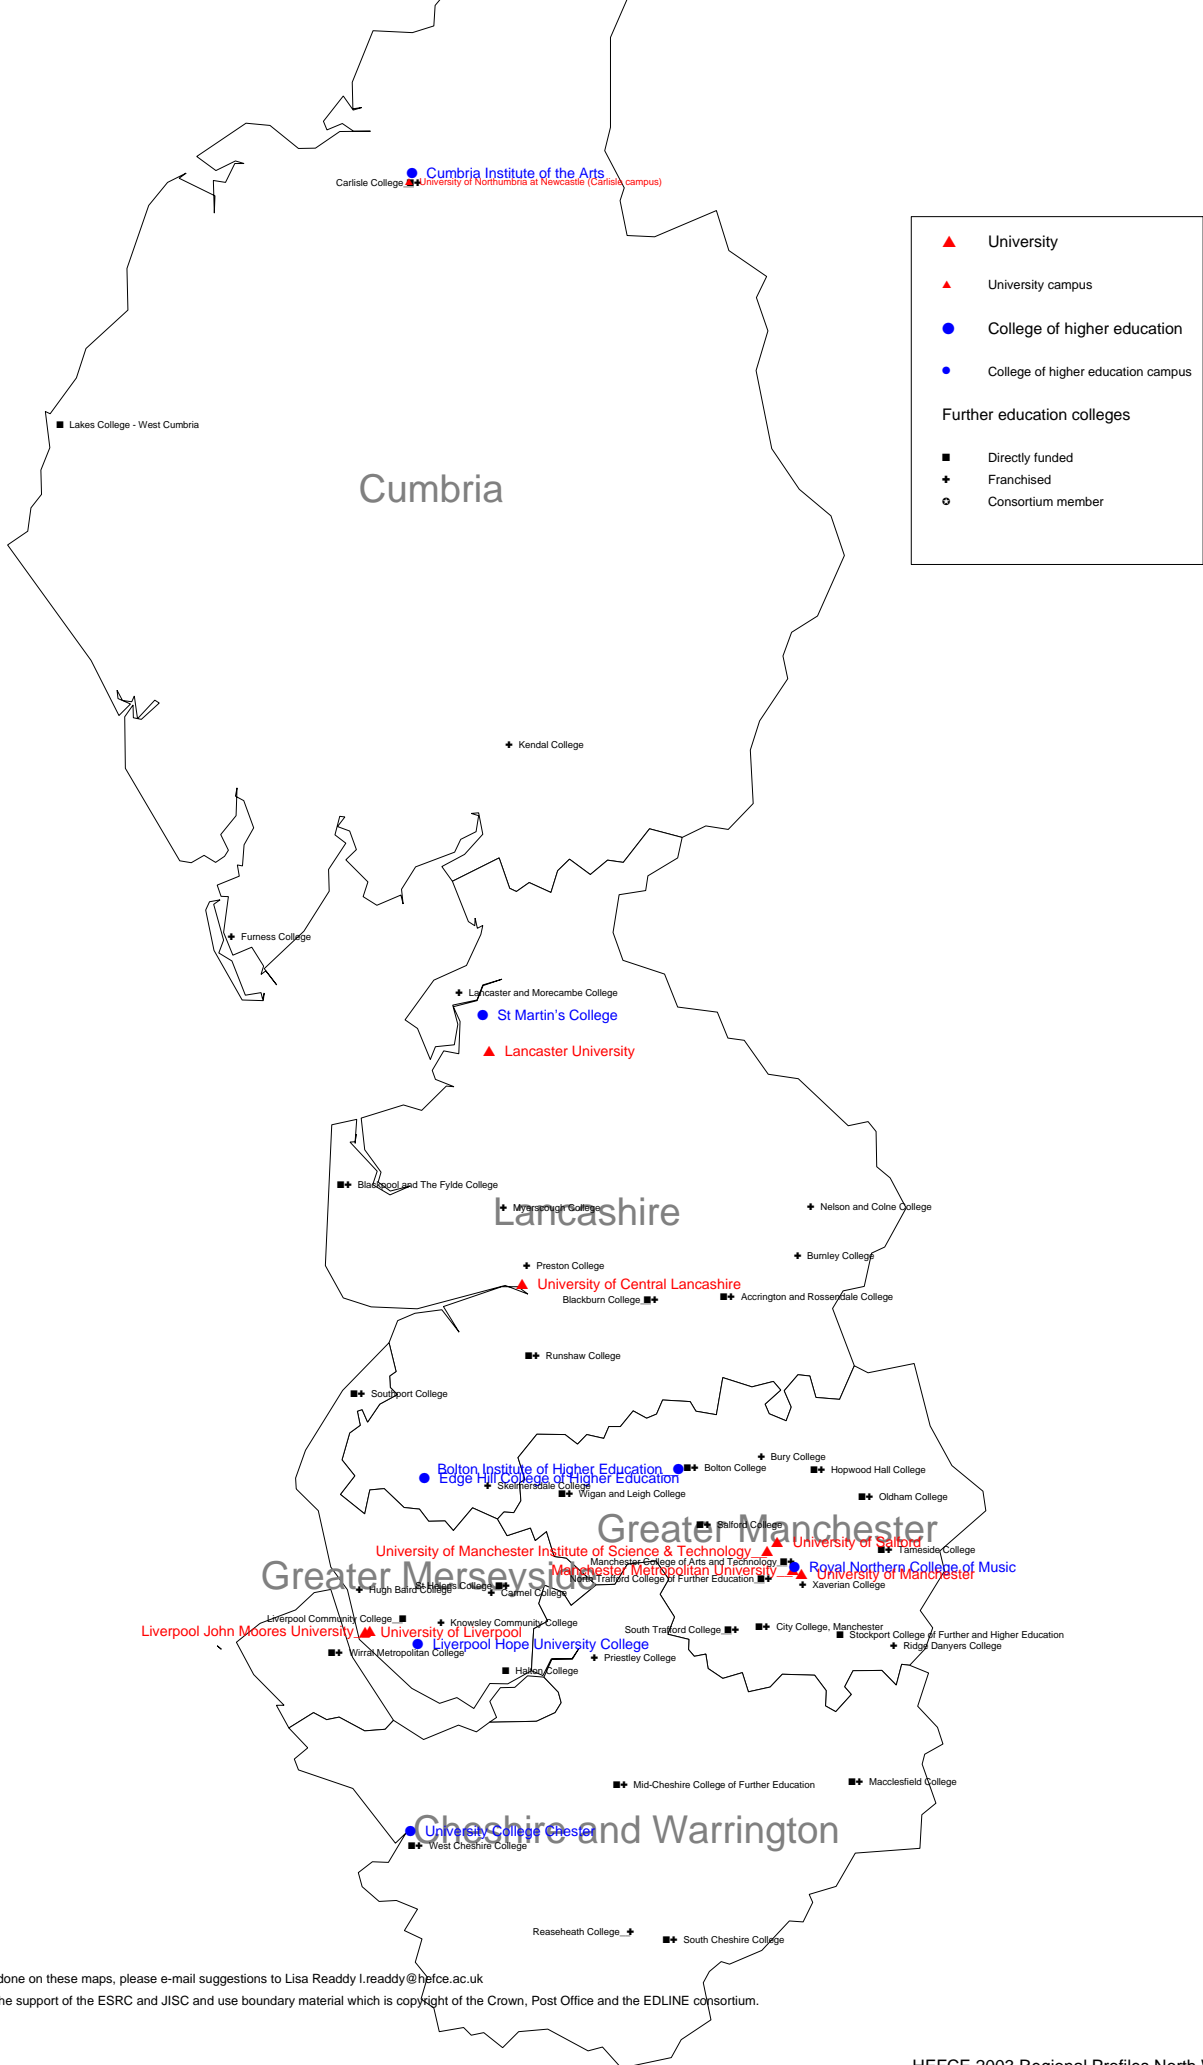 Cumbria Institute of the Arts
Carlisle College
University of Northumbria at Newcastle (Carlisle campus)
University
University campus
College of higher education
College of higher education campus
Further education colleges
Directly funded
Franchised
Consortium member
Lakes College - West Cumbria
Cumbria
Kendal College
Furness College
Lancaster and Morecambe College
St Martin's College
Lancaster University
Blackpool and The Fylde College
Lancashire
Myerscough College
Nelson and Colne College
Burnley College
Preston College
University of Central Lancashire
Blackburn College
Accrington and Rossendale College
Runshaw College
Southport College
Bury College
Bolton Institute of Higher Education
Bolton College
Hopwood Hall College
Edge Hill College of Higher Education
Skelmersdale College
Wigan and Leigh College
Oldham College
Salford College
Greater Manchester
University of Salford
University of Manchester Institute of Science & Technology
Tameside College
Manchester College of Arts and Technology
Royal Northern College of Music
Manchester Metropolitan University
University of Manchester
Greater Merseyside
North Trafford College of Further Education
Xaverian College
St Helens College
Hugh Baird College
Carmel College
Liverpool Community College
Knowsley Community College
City College, Manchester
South Trafford College
Liverpool John Moores University
University of Liverpool
Stockport College of Further and Higher Education
Liverpool Hope University College
Ridge Danyers College
Wirral Metropolitan College
Priestley College
Halton College
Mid-Cheshire College of Further Education
Macclesfield College
University College Chester
Cheshire and Warrington
West Cheshire College
Reaseheath College
South Cheshire College
done on these maps, please e-mail suggestions to Lisa Readdy l.readdy@hefce.ac.uk
he support of the ESRC and JISC and use boundary material which is copyright of the Crown, Post Office and the EDLINE consortium.
HEFCE 2003 Regional Profiles North